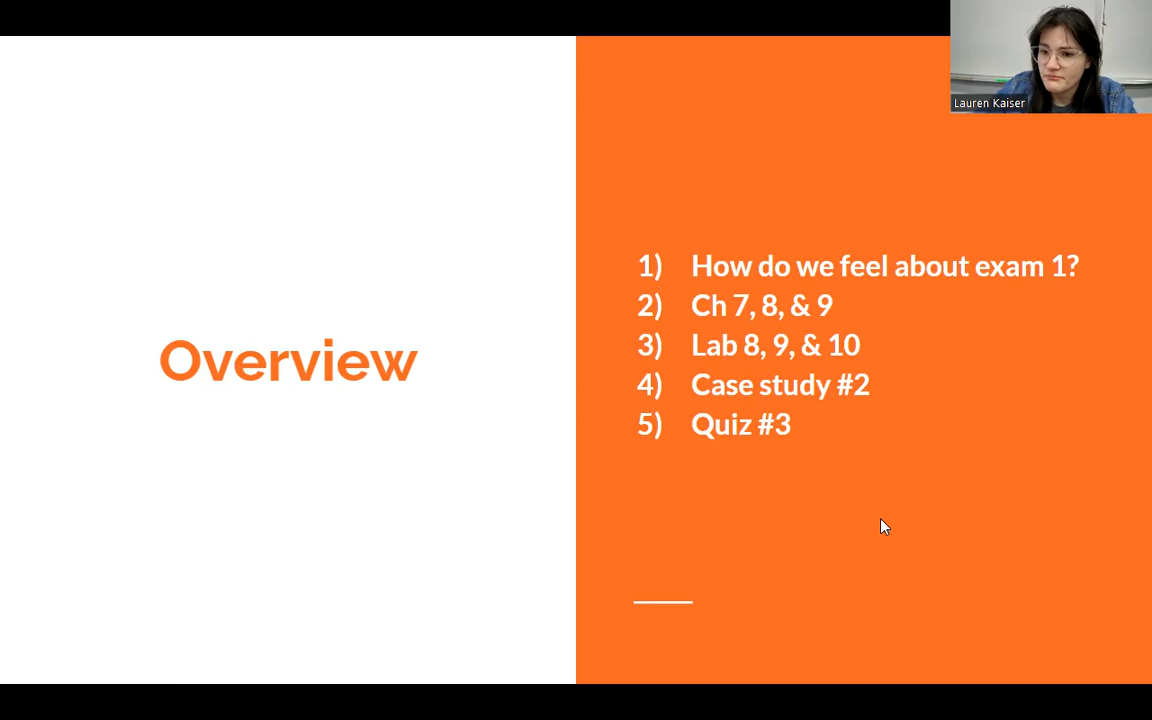 Lauren Kaiser
Overview
1) How do we feel about exam 1?
2) Ch 7, 8, & 9
3) Lab 8, 9, & 10
4) Case study #2
5) Quiz #3